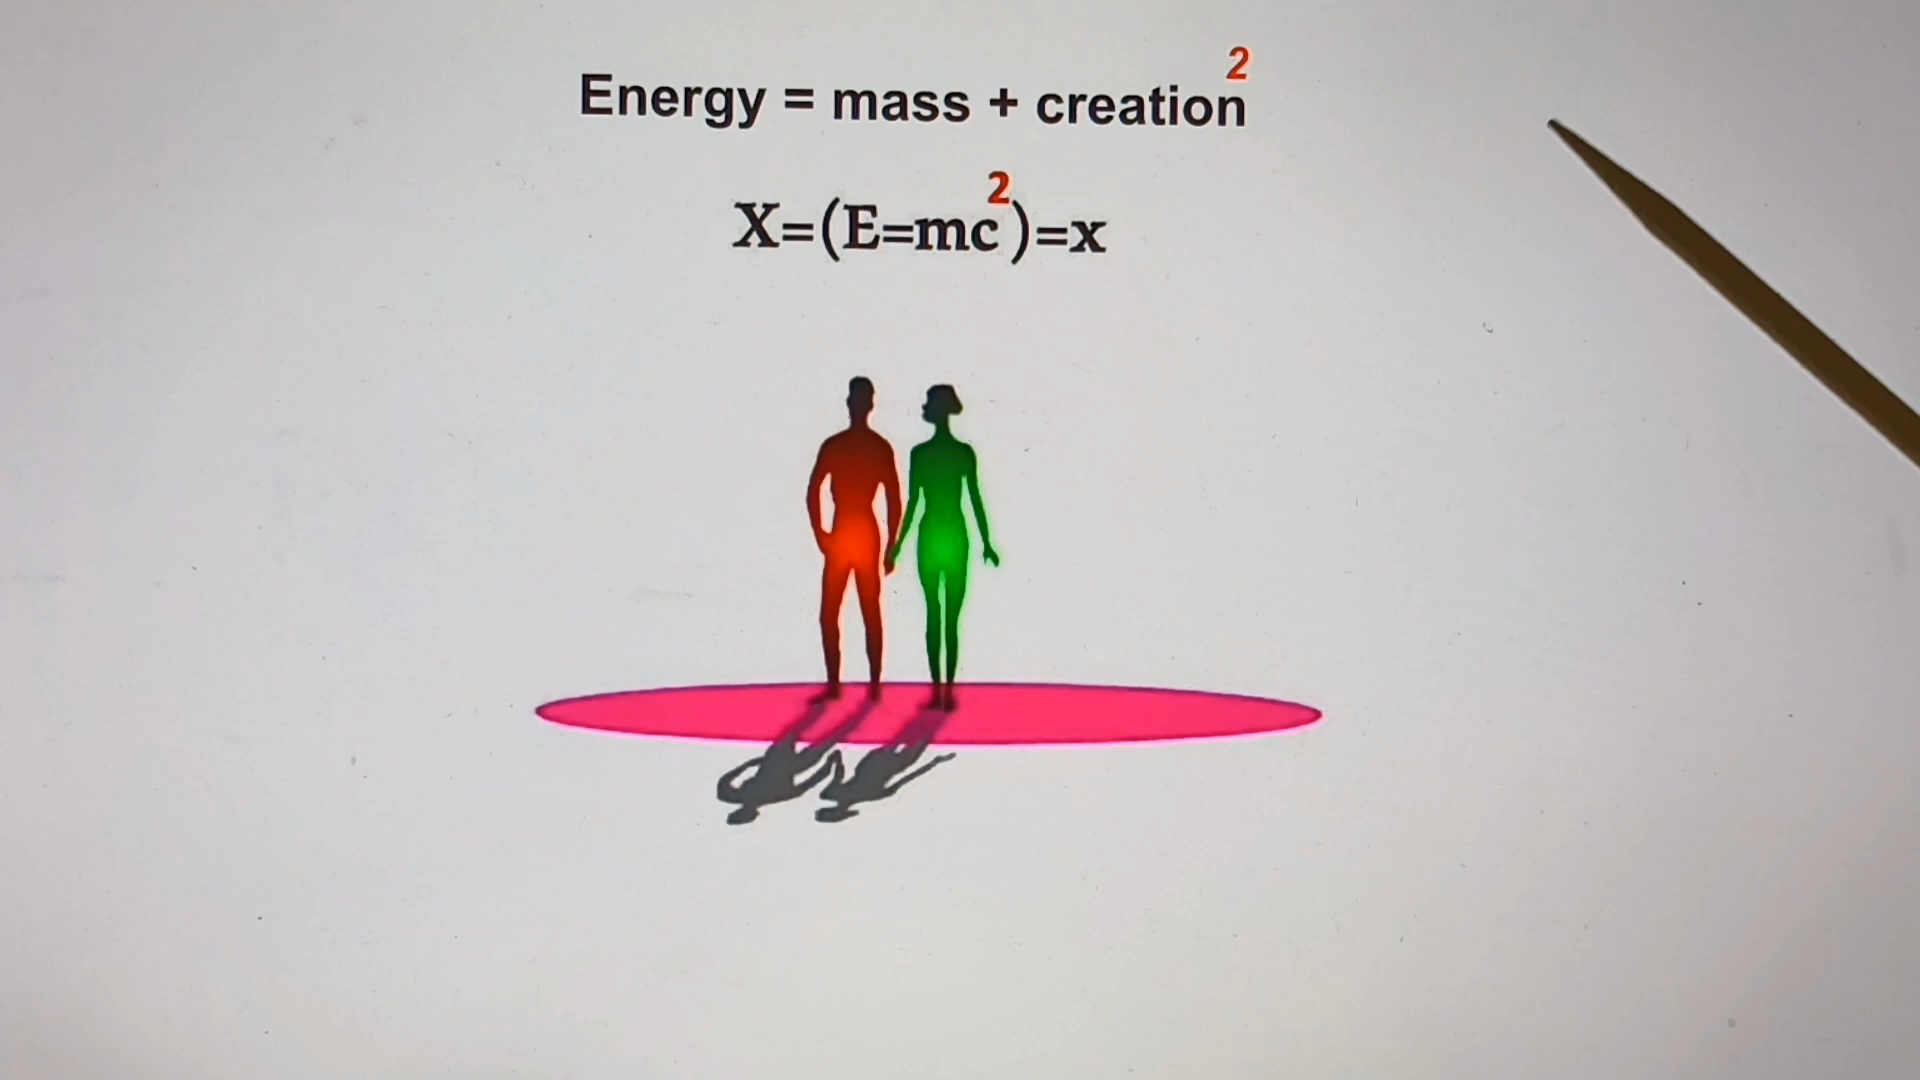 Energy = mass + creation²
X=(E=mc²)=x